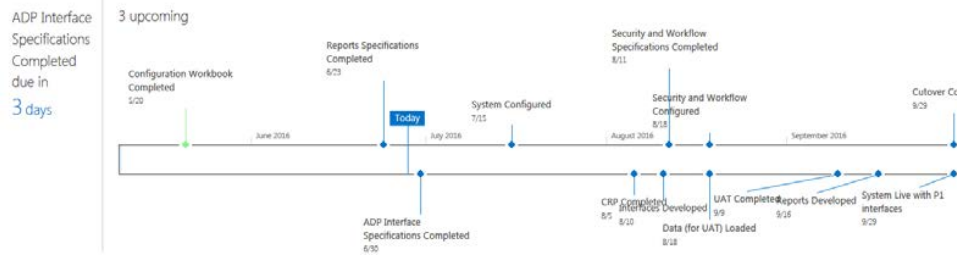 ADP Interface
Specifications
Completed
due in
3 days
3 upcoming
Configuration Workbook
Completed
5/20
Reports Specifications
Completed
6/23
Today
System Configured
7/15
Security and Workflow
Specifications Completed
8/11
Security and Workflow
Configured
8/18
Cutover Co
9/29
June 2016
July 2016
August 2016
September 2016
ADP Interface
Specifications Completed
6/30
CRP Completed
8/5
Interfaces Developed
8/10
Data (for UAT) Loaded
8/18
UAT Completed
9/9
Reports Developed
9/16
System Live with P1
interfaces
9/29